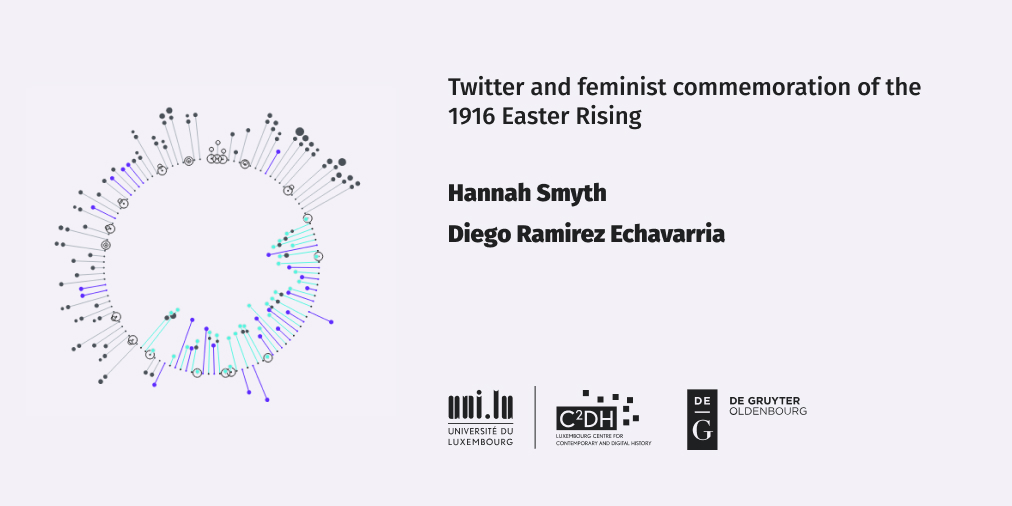 Twitter and feminist commemoration of the
1916 Easter Rising
Hannah Smyth
Diego Ramirez Echavarria
uni.lu
UNIVERSITÉ DU
LUXEMBOURG
C²DH
LUXEMBOURG CENTRE FOR
CONTEMPORARY AND DIGITAL HISTORY
DE
G
DE GRUYTER
OLDENBOURG